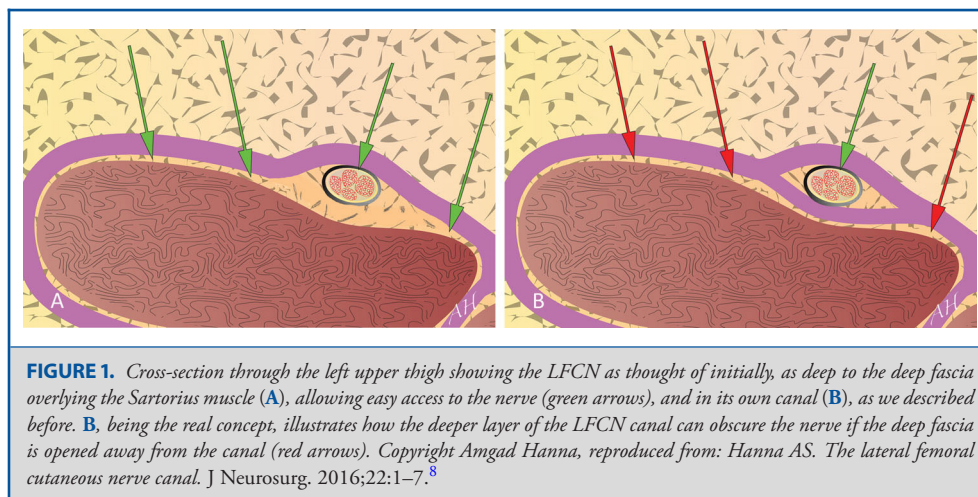 A
AH
B
AH
FIGURE 1. Cross-section through the left upper thigh showing the LFCN as thought of initially, as deep to the deep fascia
overlying the Sartorius muscle (A), allowing easy access to the nerve (green arrows), and in its own canal (B), as we described
before. B, being the real concept, illustrates how the deeper layer of the LFCN canal can obscure the nerve if the deep fascia
is opened away from the canal (red arrows). Copyright Amgad Hanna, reproduced from: Hanna AS. The lateral femoral
cutaneous nerve canal. J Neurosurg. 2016;22:1–7.8